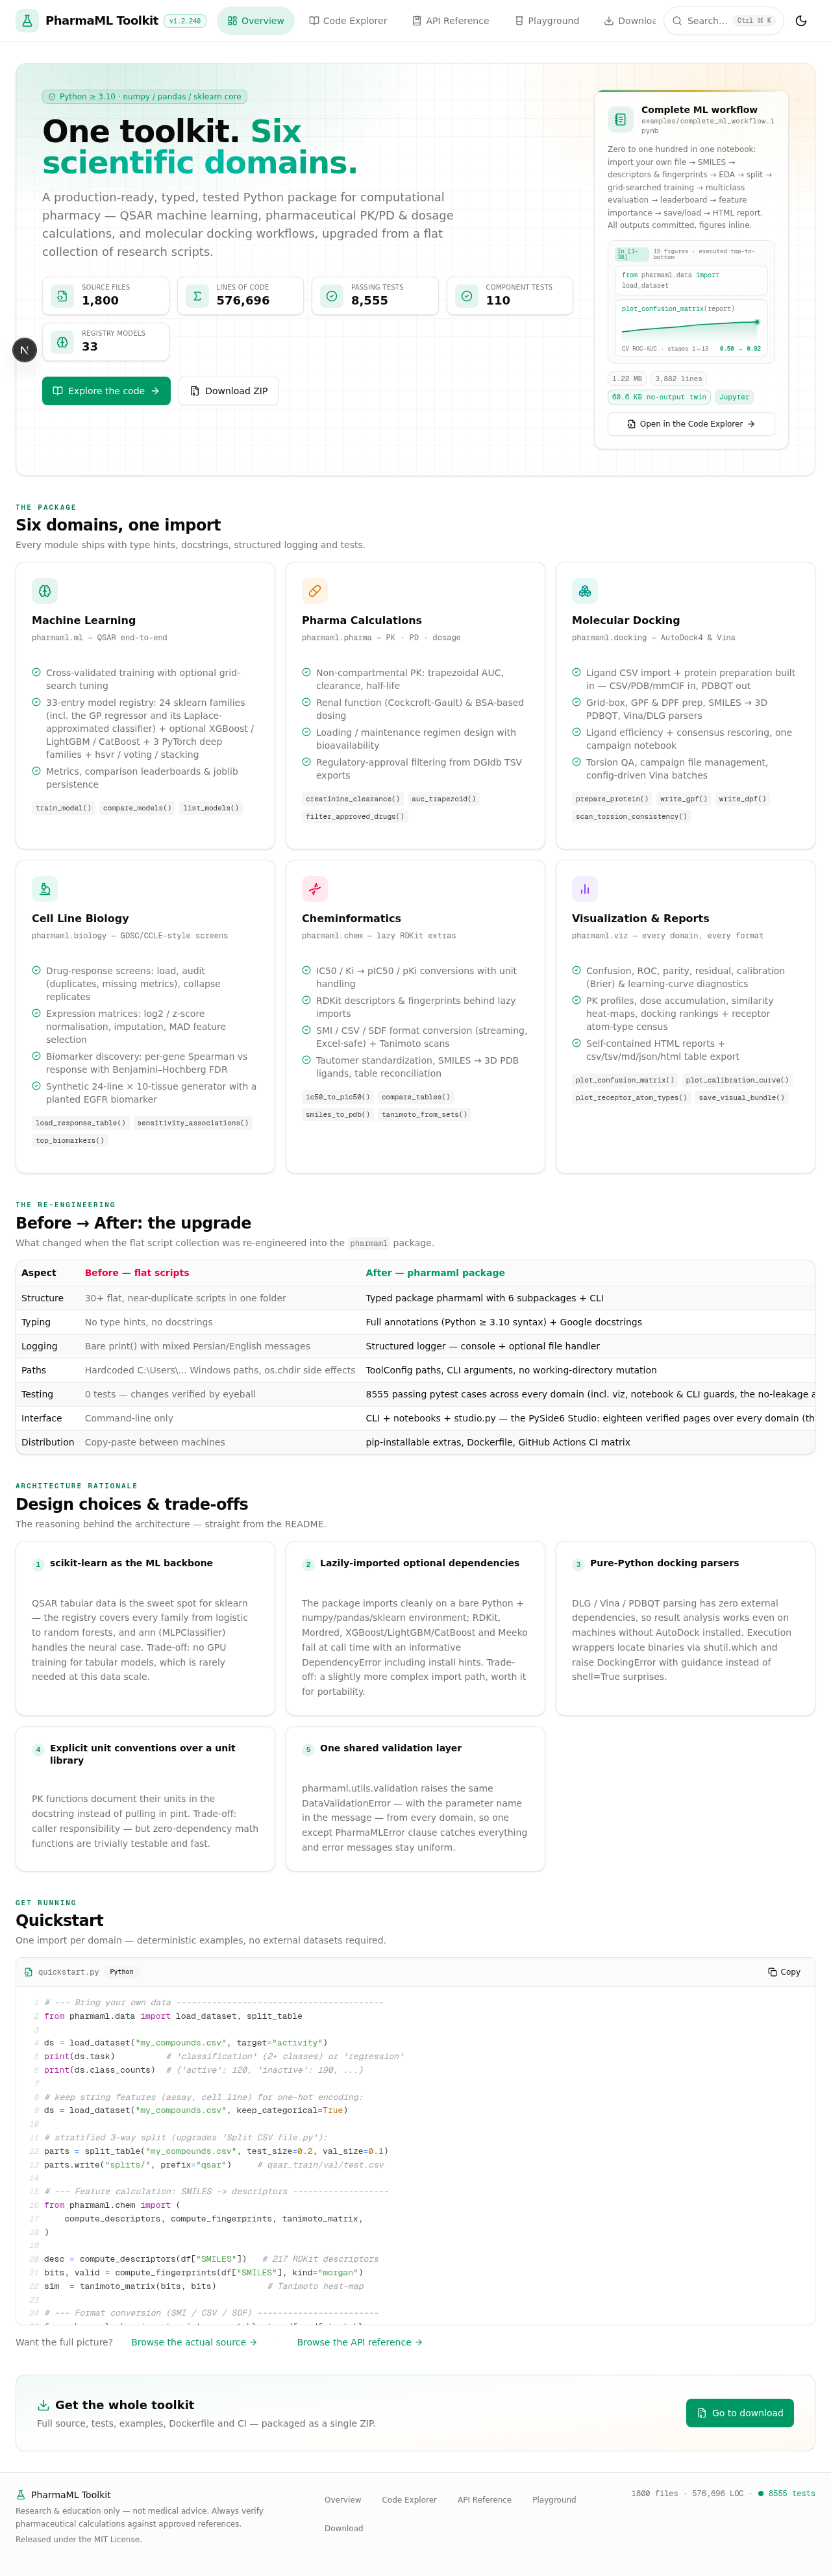 PharmaML Toolkit v1.2.240 Overview Code Explorer API Reference Playground Downloa Search... Ctrl ⌘ K
Python ≥ 3.10 · numpy / pandas / sklearn core
One toolkit. Six
scientific domains.
A production-ready, typed, tested Python package for computational
pharmacy — QSAR machine learning, pharmaceutical PK/PD & dosage
calculations, and molecular docking workflows, upgraded from a flat
collection of research scripts.
SOURCE FILES
1,800
LINES OF CODE
576,696
PASSING TESTS
8,555
COMPONENT TESTS
110
REGISTRY MODELS
33
N
Explore the code →
Download ZIP
Complete ML workflow
examples/complete_ml_workflow.i
pynb
Zero to one hundred in one notebook:
import your own file → SMILES →
descriptors & fingerprints → EDA → split →
grid-searched training → multiclass
evaluation → leaderboard → feature
importance → save/load → HTML report.
All outputs committed, figures inline.
In [1–
38]
15 figures · executed top-to-
bottom
from pharmaml.data import
load_dataset
plot_confusion_matrix(report)
CV ROC-AUC · stages 1→13 0.50 → 0.92
1.22 MB 3,882 lines
60.6 KB no-output twin Jupyter
Open in the Code Explorer →
THE PACKAGE
Six domains, one import
Every module ships with type hints, docstrings, structured logging and tests.
Machine Learning
pharmaml.ml — QSAR end-to-end
Cross-validated training with optional grid-
search tuning
33-entry model registry: 24 sklearn families
(incl. the GP regressor and its Laplace-
approximated classifier) + optional XGBoost /
LightGBM / CatBoost + 3 PyTorch deep
families + hsvr / voting / stacking
Metrics, comparison leaderboards & joblib
persistence
train_model() compare_models() list_models()
Pharma Calculations
pharmaml.pharma — PK · PD · dosage
Non-compartmental PK: trapezoidal AUC,
clearance, half-life
Renal function (Cockcroft-Gault) & BSA-based
dosing
Loading / maintenance regimen design with
bioavailability
Regulatory-approval filtering from DGIdb TSV
exports
creatinine_clearance() auc_trapezoid()
filter_approved_drugs()
Molecular Docking
pharmaml.docking — AutoDock4 & Vina
Ligand CSV import + protein preparation built
in — CSV/PDB/mmCIF in, PDBQT out
Grid-box, GPF & DPF prep, SMILES → 3D
PDBQT, Vina/DLG parsers
Ligand efficiency + consensus rescoring, one
campaign notebook
Torsion QA, campaign file management,
config-driven Vina batches
prepare_protein() write_gpf() write_dpf()
scan_torsion_consistency()
Cell Line Biology
pharmaml.biology — GDSC/CCLE-style screens
Drug-response screens: load, audit
(duplicates, missing metrics), collapse
replicates
Expression matrices: log2 / z-score
normalisation, imputation, MAD feature
selection
Biomarker discovery: per-gene Spearman vs
response with Benjamini–Hochberg FDR
Synthetic 24-line × 10-tissue generator with a
planted EGFR biomarker
load_response_table() sensitivity_associations()
top_biomarkers()
Cheminformatics
pharmaml.chem — lazy RDKit extras
IC50 / Ki → pIC50 / pKi conversions with unit
handling
RDKit descriptors & fingerprints behind lazy
imports
SMI / CSV / SDF format conversion (streaming,
Excel-safe) + Tanimoto scans
Tautomer standardization, SMILES → 3D PDB
ligands, table reconciliation
ic50_to_pic50() compare_tables()
smiles_to_pdb() tanimoto_from_sets()
Visualization & Reports
pharmaml.viz — every domain, every format
Confusion, ROC, parity, residual, calibration
(Brier) & learning-curve diagnostics
PK profiles, dose accumulation, similarity
heat-maps, docking rankings + receptor
atom-type census
Self-contained HTML reports +
csv/tsv/md/json/html table export
plot_confusion_matrix() plot_calibration_curve()
plot_receptor_atom_types() save_visual_bundle()
THE RE-ENGINEERING
Before → After: the upgrade
What changed when the flat script collection was re-engineered into the pharmaml package.
Aspect Before — flat scripts After — pharmaml package
Structure 30+ flat, near-duplicate scripts in one folder Typed package pharmaml with 6 subpackages + CLI
Typing No type hints, no docstrings Full annotations (Python ≥ 3.10 syntax) + Google docstrings
Logging Bare print() with mixed Persian/English messages Structured logger — console + optional file handler
Paths Hardcoded C:\Users\... Windows paths, os.chdir side effects ToolConfig paths, CLI arguments, no working-directory mutation
Testing 0 tests — changes verified by eyeball 8555 passing pytest cases across every domain (incl. viz, notebook & CLI guards, the no-leakage a
Interface Command-line only CLI + notebooks + studio.py — the PySide6 Studio: eighteen verified pages over every domain (th
Distribution Copy-paste between machines pip-installable extras, Dockerfile, GitHub Actions CI matrix
ARCHITECTURE RATIONALE
Design choices & trade-offs
The reasoning behind the architecture — straight from the README.
1 scikit-learn as the ML backbone
QSAR tabular data is the sweet spot for sklearn
— the registry covers every family from logistic
to random forests, and ann (MLPClassifier)
handles the neural case. Trade-off: no GPU
training for tabular models, which is rarely
needed at this data scale.
2 Lazily-imported optional dependencies
The package imports cleanly on a bare Python +
numpy/pandas/sklearn environment; RDKit,
Mordred, XGBoost/LightGBM/CatBoost and Meeko
fail at call time with an informative
DependencyError including install hints. Trade-
off: a slightly more complex import path, worth it
for portability.
3 Pure-Python docking parsers
DLG / Vina / PDBQT parsing has zero external
dependencies, so result analysis works even on
machines without AutoDock installed. Execution
wrappers locate binaries via shutil.which and
raise DockingError with guidance instead of
shell=True surprises.
4 Explicit unit conventions over a unit
library
PK functions document their units in the
docstring instead of pulling in pint. Trade-off:
caller responsibility — but zero-dependency math
functions are trivially testable and fast.
5 One shared validation layer
pharmaml.utils.validation raises the same
DataValidationError — with the parameter name
in the message — from every domain, so one
except PharmaMLError clause catches everything
and error messages stay uniform.
GET RUNNING
Quickstart
One import per domain — deterministic examples, no external datasets required.
quickstart.py Python Copy
1 # --- Bring your own data -----------------------------------------
2 from pharmaml.data import load_dataset, split_table
3
4 ds = load_dataset("my_compounds.csv", target="activity")
5 print(ds.task) # 'classification' (2+ classes) or 'regression'
6 print(ds.class_counts) # {'active': 120, 'inactive': 190, ...}
7
8 # keep string features (assay, cell line) for one-hot encoding:
9 ds = load_dataset("my_compounds.csv", keep_categorical=True)
10
11 # stratified 3-way split (upgrades 'Split CSV file.py'):
12 parts = split_table("my_compounds.csv", test_size=0.2, val_size=0.1)
13 parts.write("splits/", prefix="qsar") # qsar_train/val/test.csv
14
15 # --- Feature calculation: SMILES -> descriptors -------------------
16 from pharmaml.chem import (
17 compute_descriptors, compute_fingerprints, tanimoto_matrix,
18 )
19
20 desc = compute_descriptors(df["SMILES"]) # 217 RDKit descriptors
21 bits, valid = compute_fingerprints(df["SMILES"], kind="morgan")
22 sim = tanimoto_matrix(bits, bits) # Tanimoto heat-map
23
24 # --- Format conversion (SMI / CSV / SDF) ------------------------
Want the full picture? Browse the actual source → · Browse the API reference →
Get the whole toolkit
Full source, tests, examples, Dockerfile and CI — packaged as a single ZIP.
Go to download
PharmaML Toolkit
Research & education only — not medical advice. Always verify
pharmaceutical calculations against approved references.
Released under the MIT License.
Overview Code Explorer API Reference Playground
Download
1800 files · 576,696 LOC · ● 8555 tests